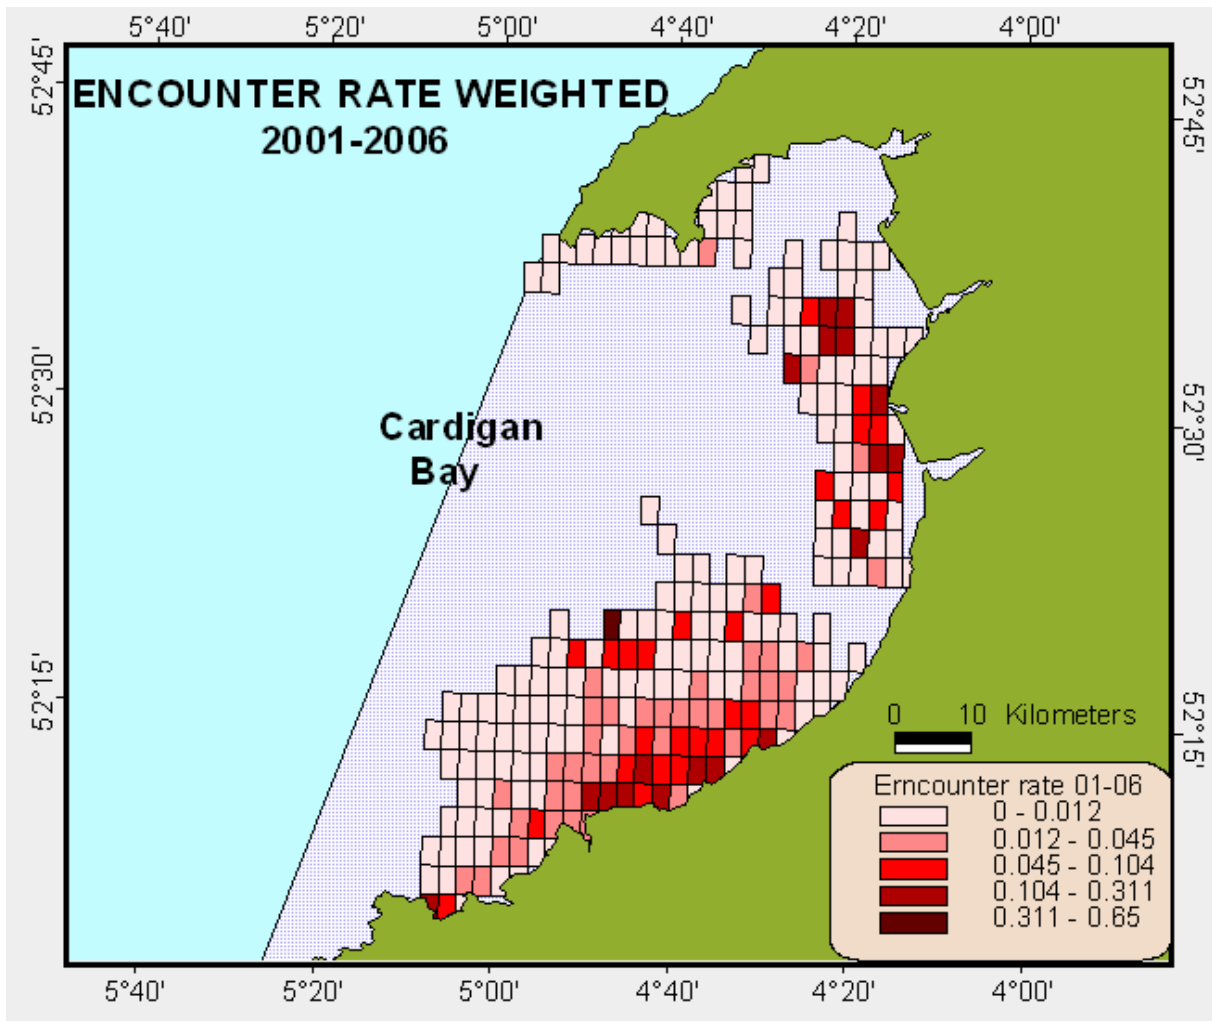 5°40' 5°20' 5°00' 4°40' 4°20' 4°00'
52°45'
52°45'
ENCOUNTER RATE WEIGHTED
2001-2006
52°30'
52°30'
Cardigan
Bay
52°15'
52°15'
0 10 Kilometers
Erncounter rate 01-06
0 - 0.012
0.012 - 0.045
0.045 - 0.104
0.104 - 0.311
0.311 - 0.65
5°40' 5°20' 5°00' 4°40' 4°20' 4°00'